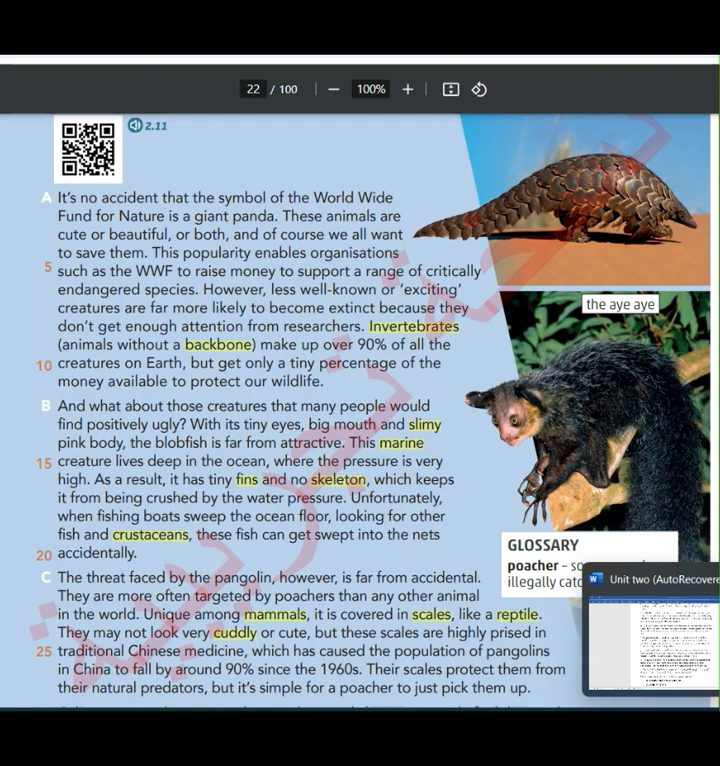 22 / 100
100%
2.11
A It's no accident that the symbol of the World Wide
Fund for Nature is a giant panda. These animals are
cute or beautiful, or both, and of course we all want
to save them. This popularity enables organisations
5 such as the WWF to raise money to support a range of critically
endangered species. However, less well-known or 'exciting'
creatures are far more likely to become extinct because they
don't get enough attention from researchers. Invertebrates
(animals without a backbone) make up over 90% of all the
10 creatures on Earth, but get only a tiny percentage of the
money available to protect our wildlife.
B And what about those creatures that many people would
find positively ugly? With its tiny eyes, big mouth and slimy
pink body, the blobfish is far from attractive. This marine
15 creature lives deep in the ocean, where the pressure is very
high. As a result, it has tiny fins and no skeleton, which keeps
it from being crushed by the water pressure. Unfortunately,
when fishing boats sweep the ocean floor, looking for other
fish and crustaceans, these fish can get swept into the nets
20 accidentally.
C The threat faced by the pangolin, however, is far from accidental.
They are more often targeted by poachers than any other animal
in the world. Unique among mammals, it is covered in scales, like a reptile.
They may not look very cuddly or cute, but these scales are highly prised in
25 traditional Chinese medicine, which has caused the population of pangolins
in China to fall by around 90% since the 1960s. Their scales protect them from
their natural predators, but it's simple for a poacher to just pick them up.
the aye aye
GLOSSARY
poacher –
illegally
Unit two (AutoRecovere